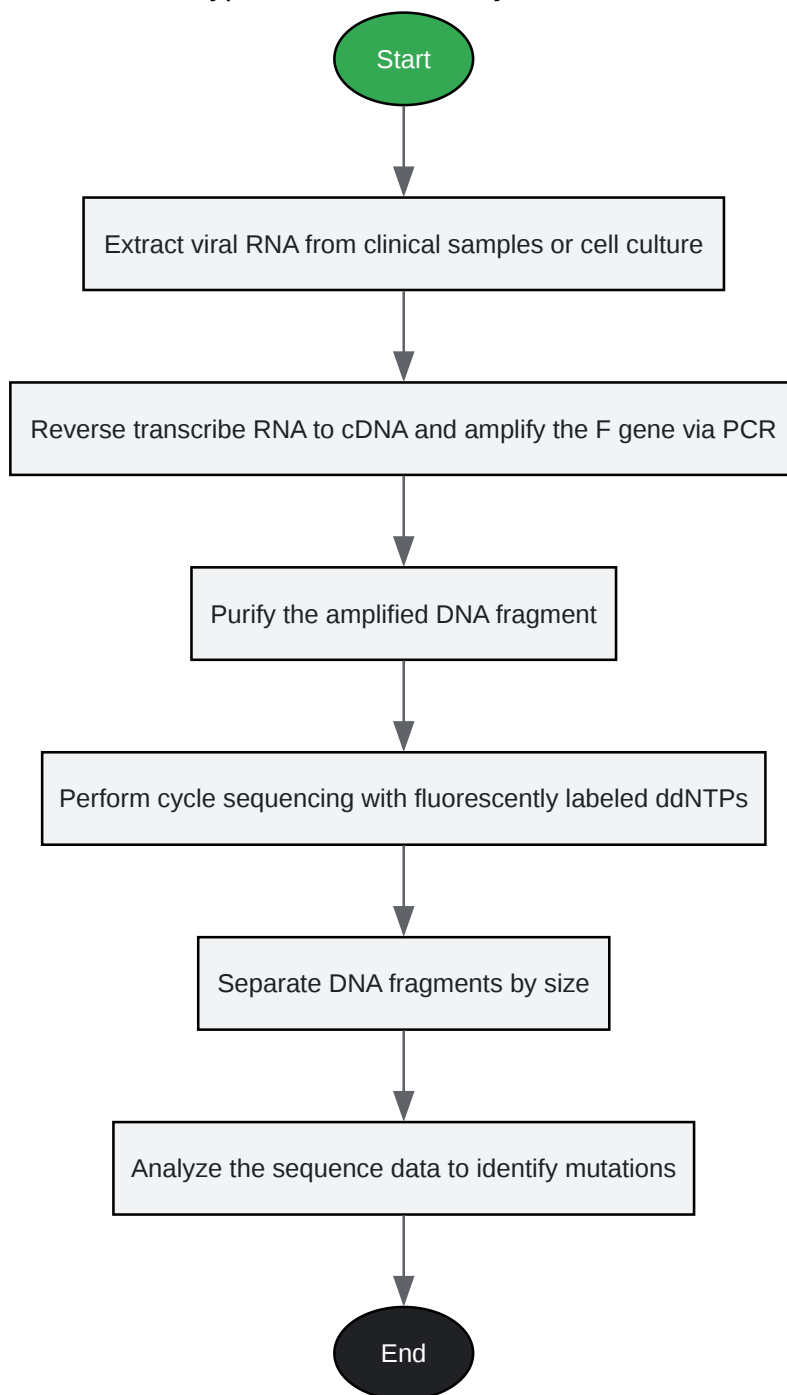 Start
Extract viral RNA from clinical samples or cell culture
Reverse transcribe RNA to cDNA and amplify the F gene via PCR
Purify the amplified DNA fragment
Perform cycle sequencing with fluorescently labeled ddNTPs
Separate DNA fragments by size
Analyze the sequence data to identify mutations
End